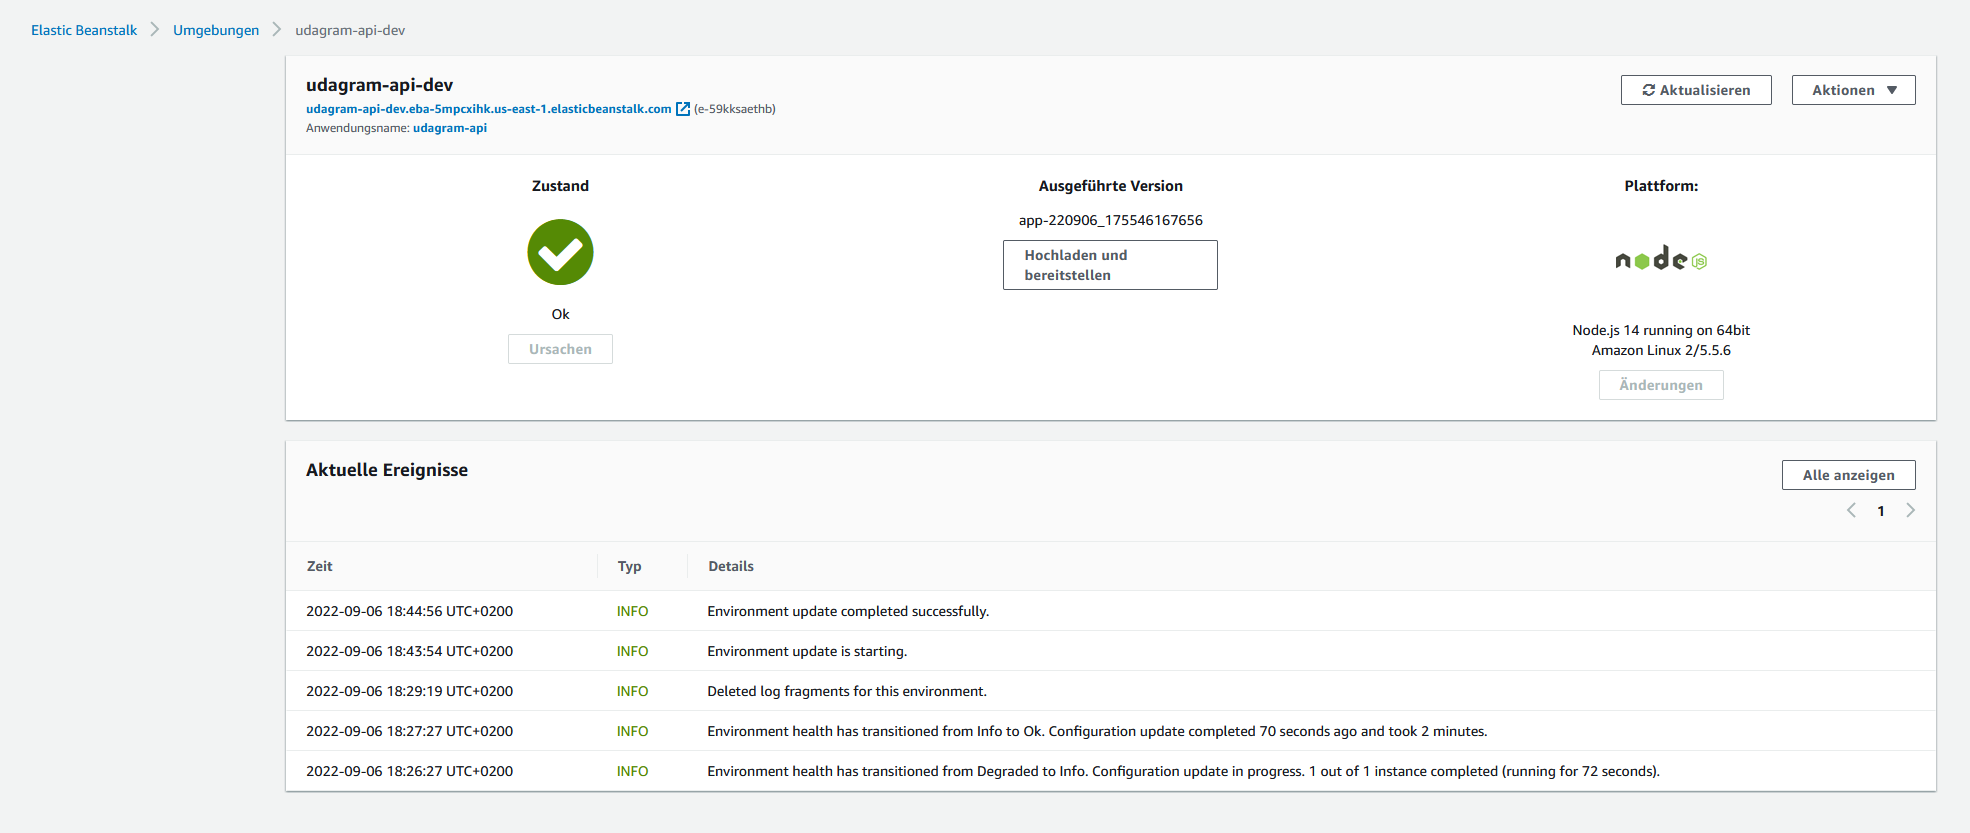 Elastic Beanstalk > Umgebungen > udagram-api-dev
udagram-api-dev
udagram-api-dev.eba-5mpcxihk.us-east-1.elasticbeanstalk.com (e-59kksaethb)
Anwendungsname: udagram-api
Aktualisieren
Aktionen
Zustand
Ok
Ursachen
Ausgeführte Version
app-220906_175546167656
Hochladen und
bereitstellen
Plattform:
node JS
Node.js 14 running on 64bit
Amazon Linux 2/5.5.6
Änderungen
Aktuelle Ereignisse
Alle anzeigen
1
Zeit Typ Details
2022-09-06 18:44:56 UTC+0200 INFO Environment update completed successfully.
2022-09-06 18:43:54 UTC+0200 INFO Environment update is starting.
2022-09-06 18:29:19 UTC+0200 INFO Deleted log fragments for this environment.
2022-09-06 18:27:27 UTC+0200 INFO Environment health has transitioned from Info to Ok. Configuration update completed 70 seconds ago and took 2 minutes.
2022-09-06 18:26:27 UTC+0200 INFO Environment health has transitioned from Degraded to Info. Configuration update in progress. 1 out of 1 instance completed (running for 72 seconds).